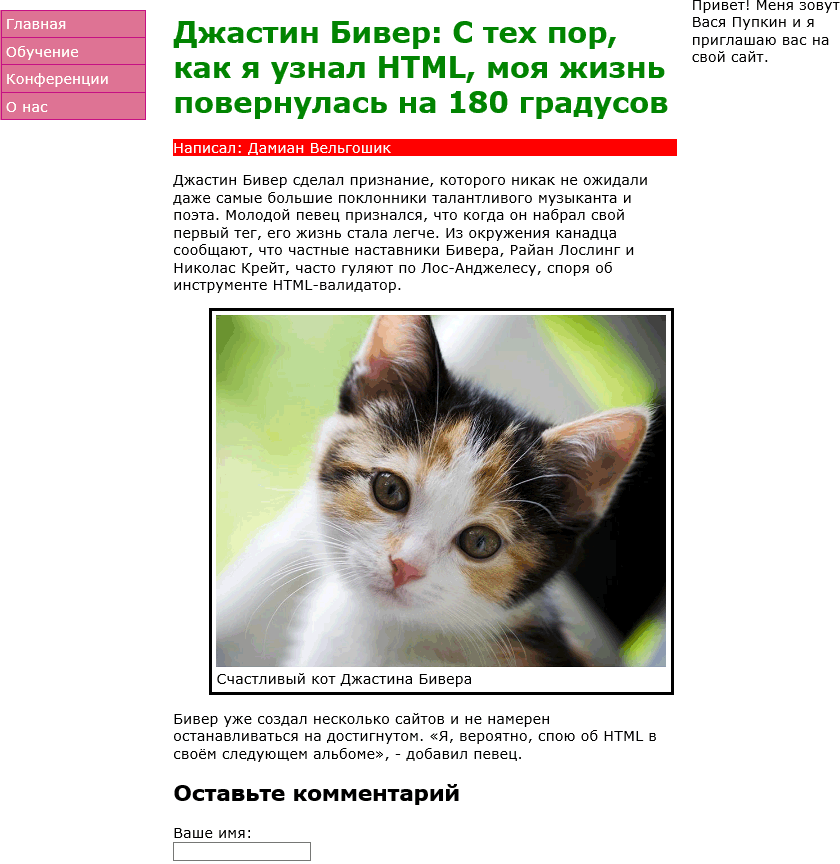 Главная
Обучение
Конференции
О нас
Джастин Бивер: С тех пор,
как я узнал HTML, моя жизнь
повернулась на 180 градусов
Написал: Дамиан Вельгошик
Джастин Бивер сделал признание, которого никак не ожидали
даже самые большие поклонники талантливого музыканта и
поэта. Молодой певец признался, что когда он набрал свой
первый тег, его жизнь стала легче. Из окружения канадца
сообщают, что частные наставники Бивера, Райан Лослинг и
Николас Крейт, часто гуляют по Лос-Анджелесу, споря об
инструменте HTML-валидатор.
Счастливый кот Джастина Бивера
Бивер уже создал несколько сайтов и не намерен
останавливаться на достигнутом. «Я, вероятно, спою об HTML в
своём следующем альбоме», - добавил певец.
Оставьте комментарий
Ваше имя:
Привет! Меня зовут
Вася Пупкин и я
приглашаю вас на
свой сайт.